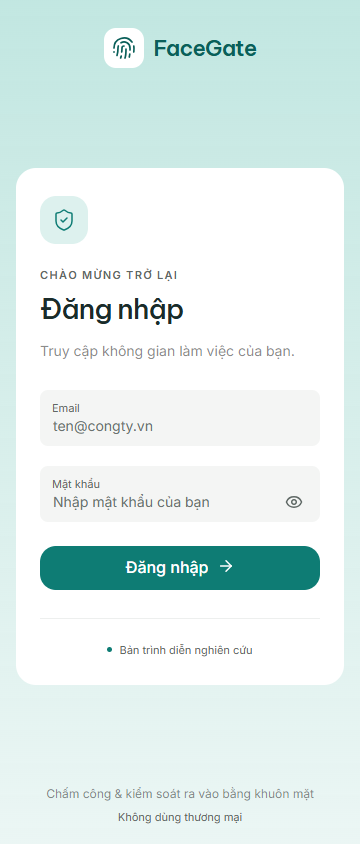 FaceGate
CHÀO MỪNG TRỞ LẠI
Đăng nhập
Truy cập không gian làm việc của bạn.
Email
ten@congty.vn
Mật khẩu
Nhập mật khẩu của bạn
Đăng nhập
Bản trình diễn nghiên cứu
Chấm công & kiểm soát ra vào bằng khuôn mặt
Không dùng thương mại